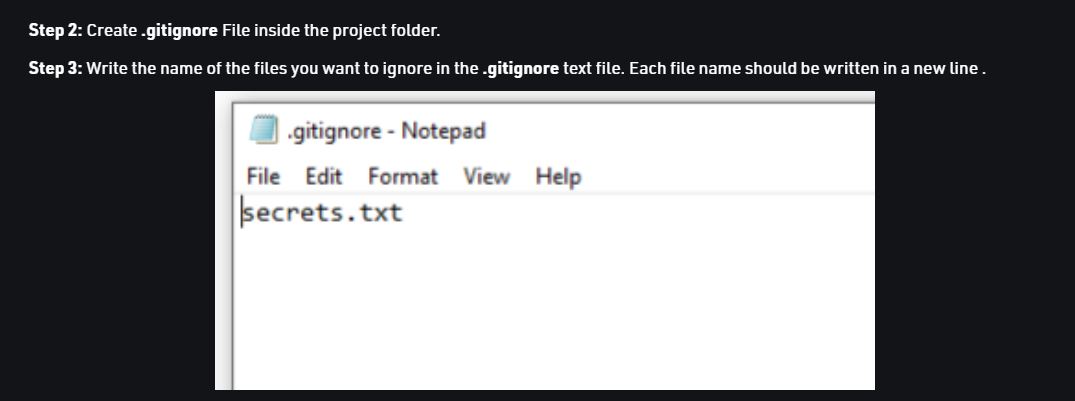 Step 2: Create .gitignore File inside the project folder.
Step 3: Write the name of the files you want to ignore in the .gitignore text file. Each file name should be written in a new line .
.gitignore - Notepad
File Edit Format View Help
secrets.txt